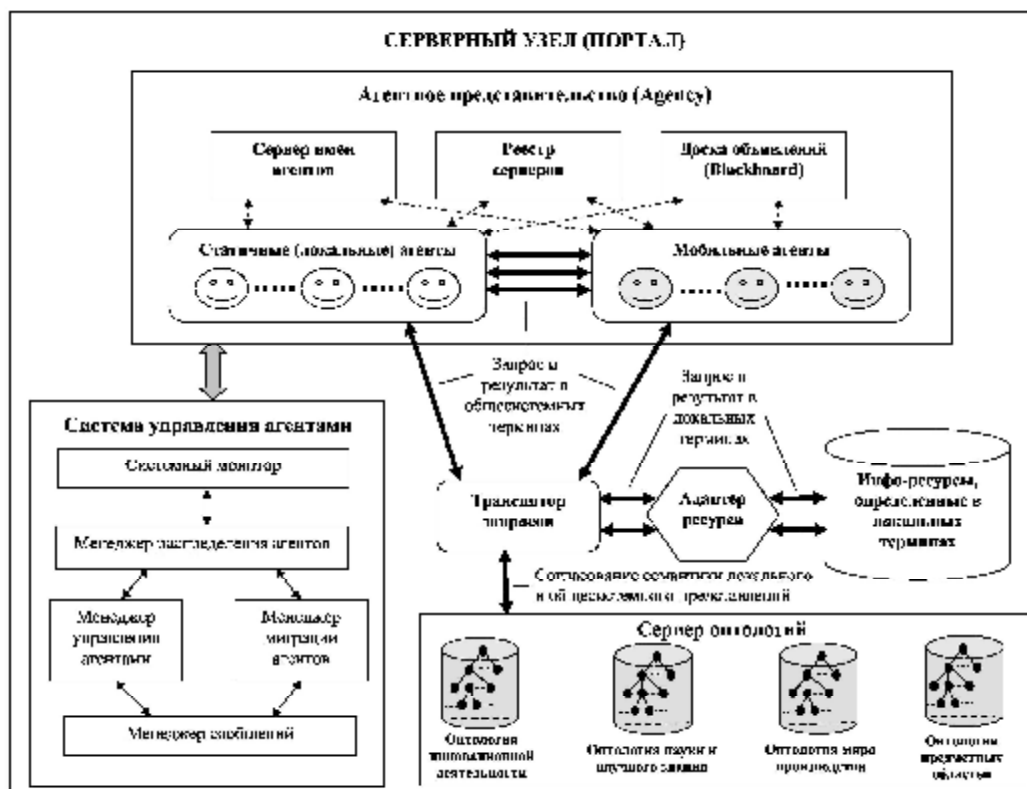 СЕРВЕРНЫЙ УЗЕЛ (ПОРТАЛ)
Агентное представительство (Agency)
Сервер имен
агентов
Реестр
серверов
Доска объявлений
(Blackboard)
Статичные (локальные) агенты
Мобильные агенты
Запрос и
результат в
общесистемных
терминах
Запрос и
результат в
локальных
терминах
Система управления агентами
Системный монитор
Менеджер распределения агентов
Менеджер
управления
агентами
Менеджер
миграции
агентов
Менеджер сообщений
Транслятор
запросов
Адаптер
ресурса
Инфо-ресурсы,
определенные в
локальных
терминах
Согласование семантики локального
и общесистемного представлений
Сервер онтологий
Онтология
инновационной
деятельности
Онтология науки и
научного знания
Онтология мира
производства
Онтологии
предметных
областей